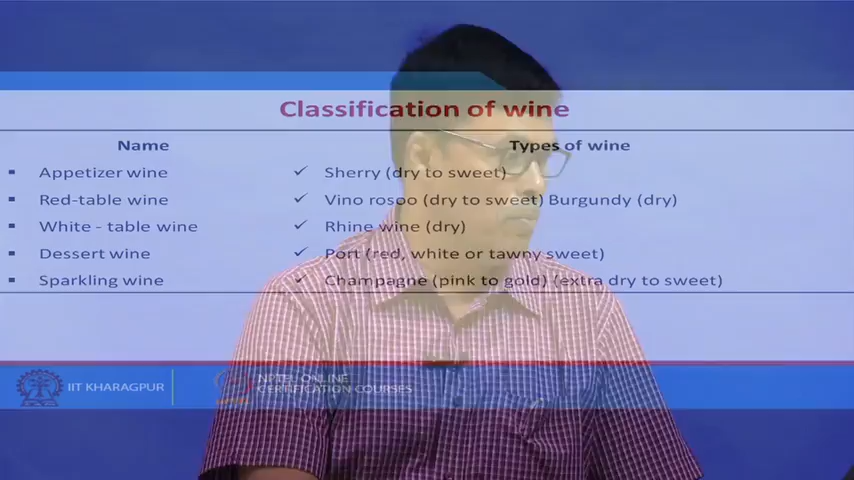 Classification of wine
Name Types of wine
Appetizer wine ✓ Sherry (dry to sweet)
Red-table wine ✓ Vino rosoo (dry to sweet) Burgundy (dry)
White - table wine ✓ Rhine wine (dry)
Dessert wine ✓ Port (red, white or tawny sweet)
Sparkling wine ✓ Champagne (pink to gold) (extra dry to sweet)
IIT KHARAGPUR
NPTEL ONLINE
CERTIFICATION COURSES